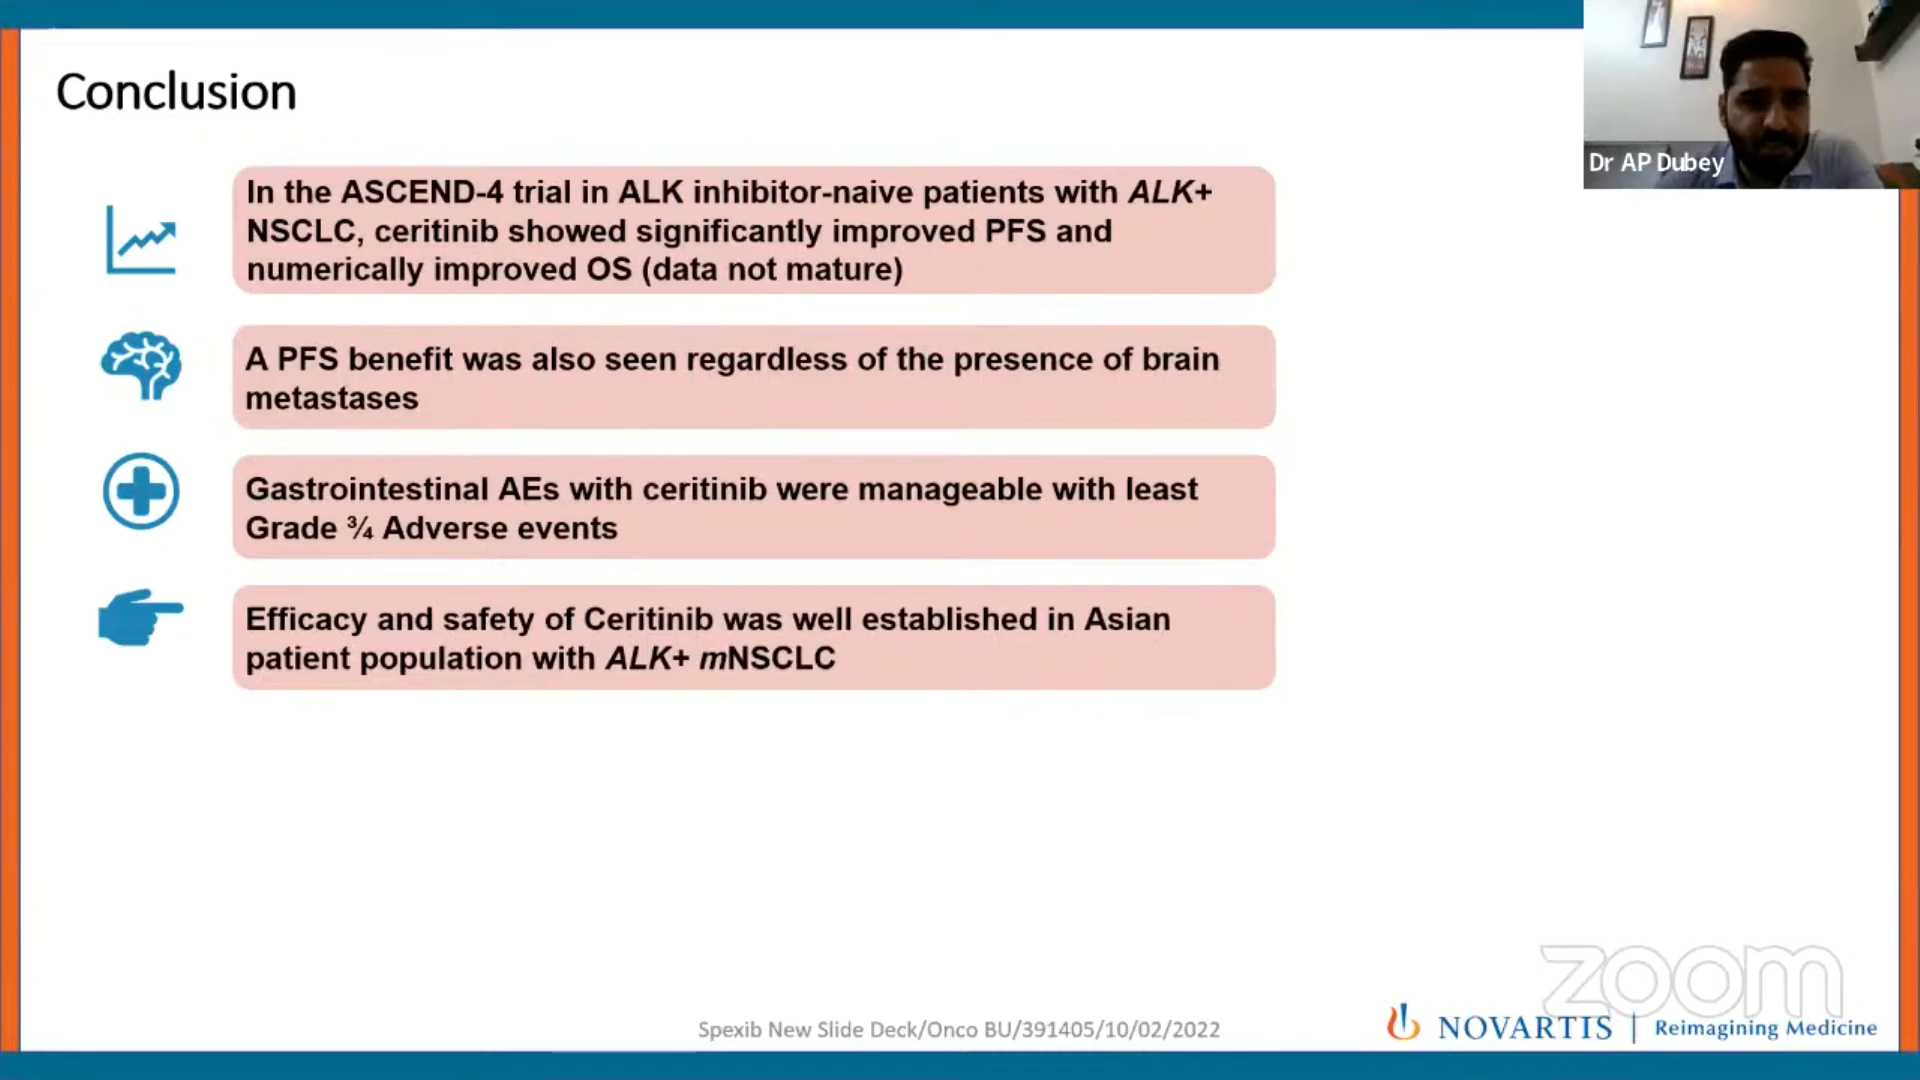 Conclusion
Dr AP Dubey
In the ASCEND-4 trial in ALK inhibitor-naive patients with ALK+
NSCLC, ceritinib showed significantly improved PFS and
numerically improved OS (data not mature)
A PFS benefit was also seen regardless of the presence of brain
metastases
Gastrointestinal AEs with ceritinib were manageable with least
Grade ¾ Adverse events
Efficacy and safety of Ceritinib was well established in Asian
patient population with ALK+ mNSCLC
zoom
Spexib New Slide Deck/Onco BU/391405/10/02/2022
NOVARTIS | Reimagining Medicine